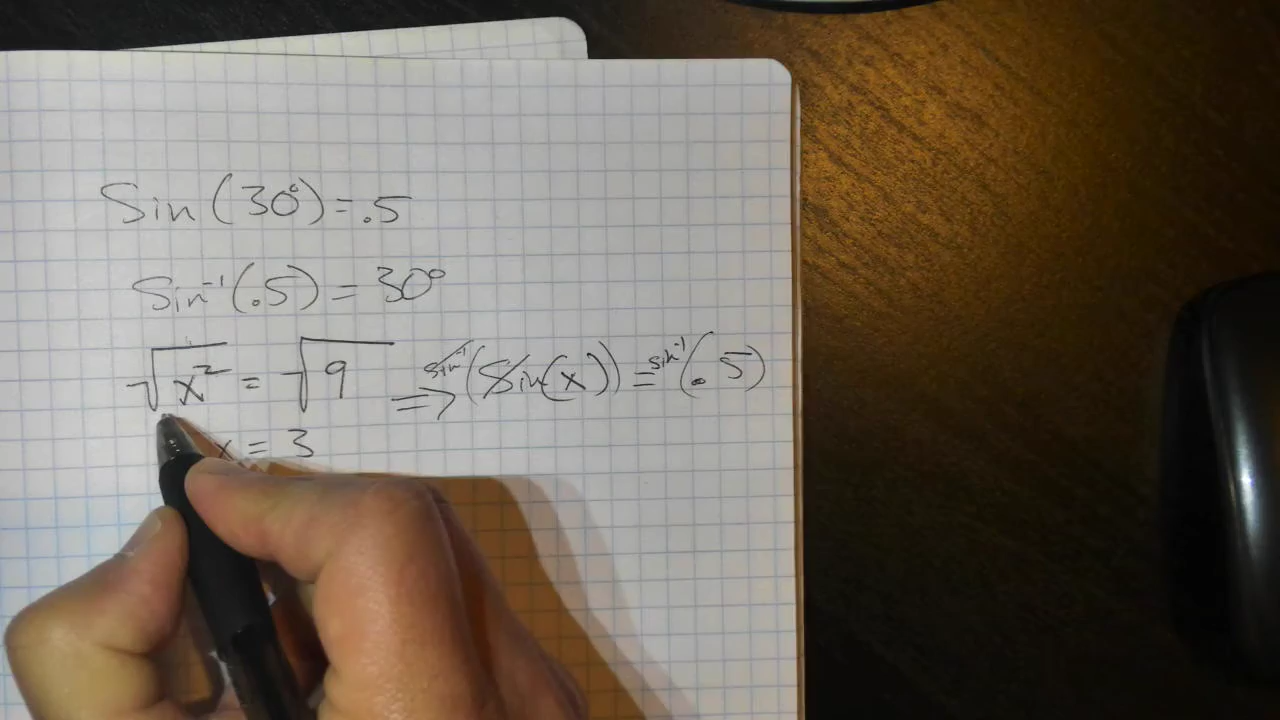 Sin (30°) = .5
Sin⁻¹(.5) = 30°
√x² = √9 ⇒ sin⁻¹(Sin(x)) = sin⁻¹(.5)
x = 3